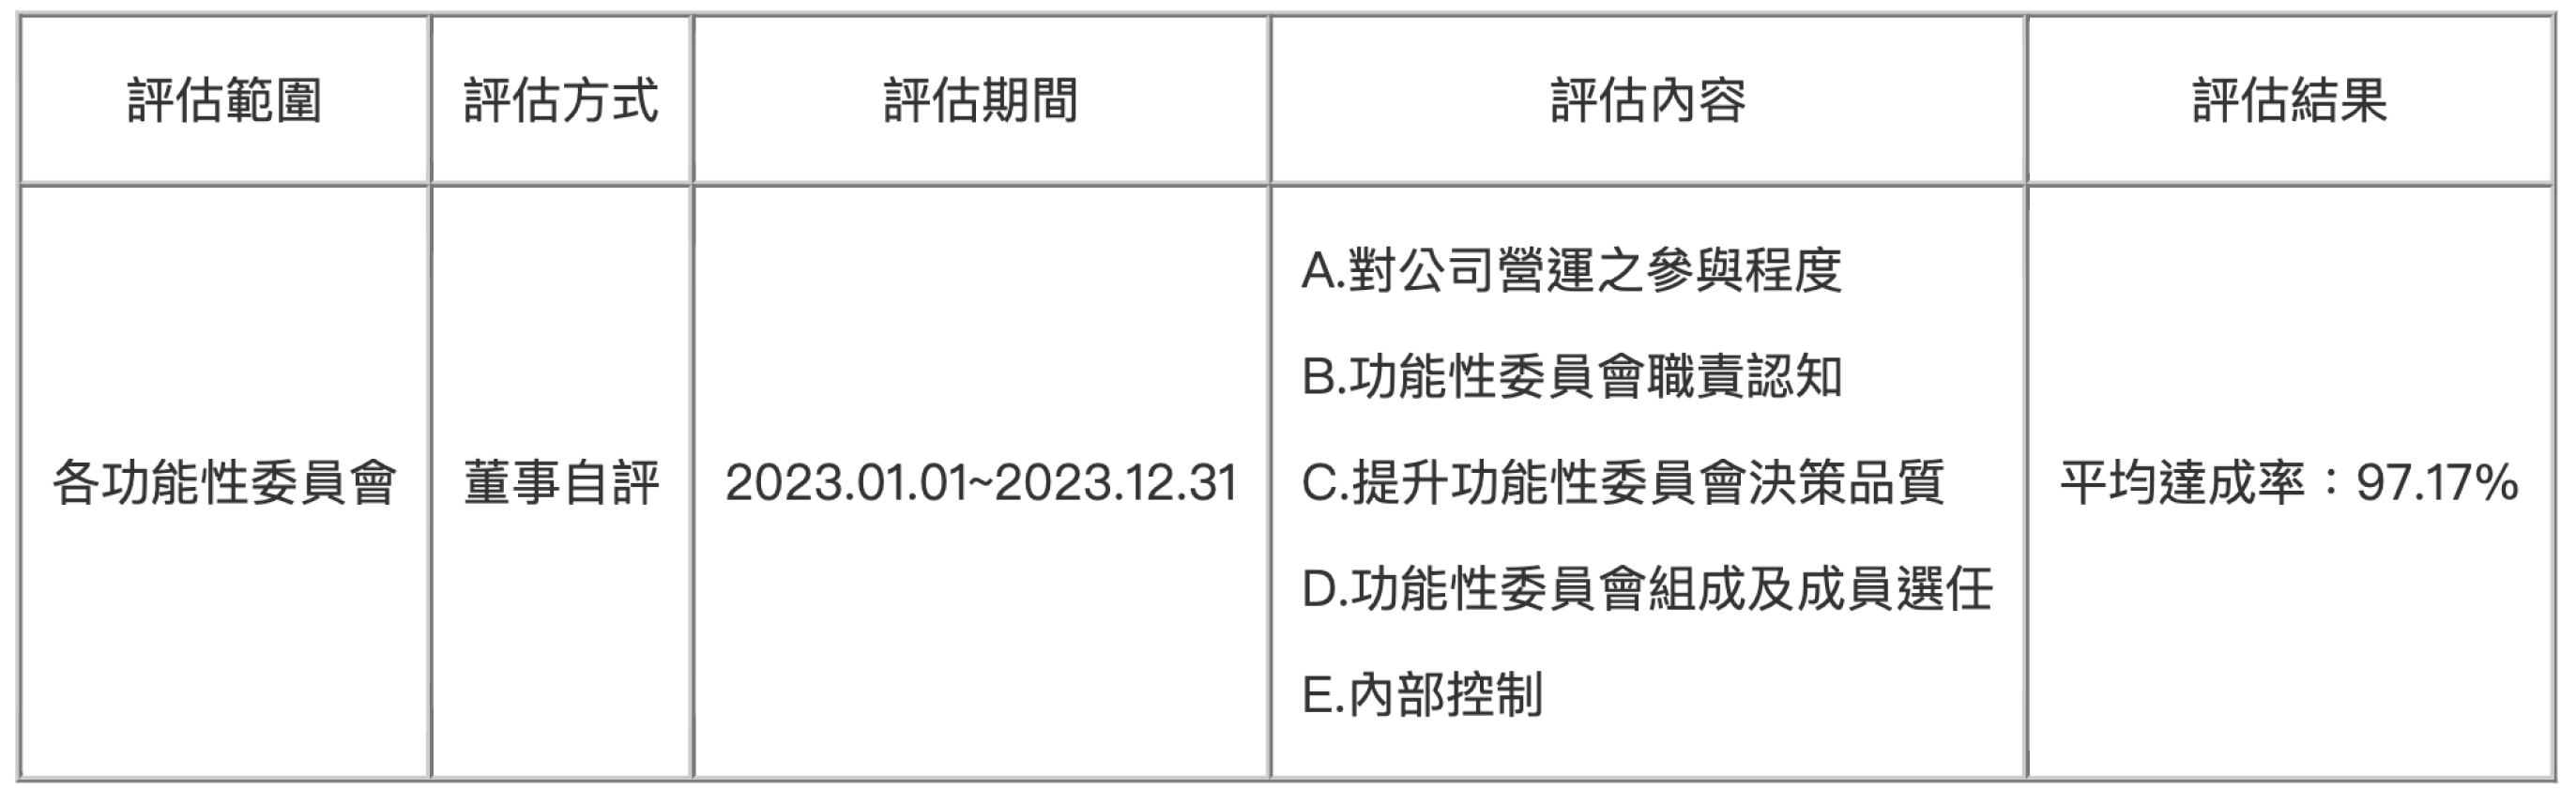 評估範圍 評估方式 評估期間 評估內容 評估結果
A.對公司營運之參與程度
B.功能性委員會職責認知
各功能性委員會 董事自評 2023.01.01~2023.12.31 C.提升功能性委員會決策品質 平均達成率：97.17%
D.功能性委員會組成及成員選任
E.內部控制